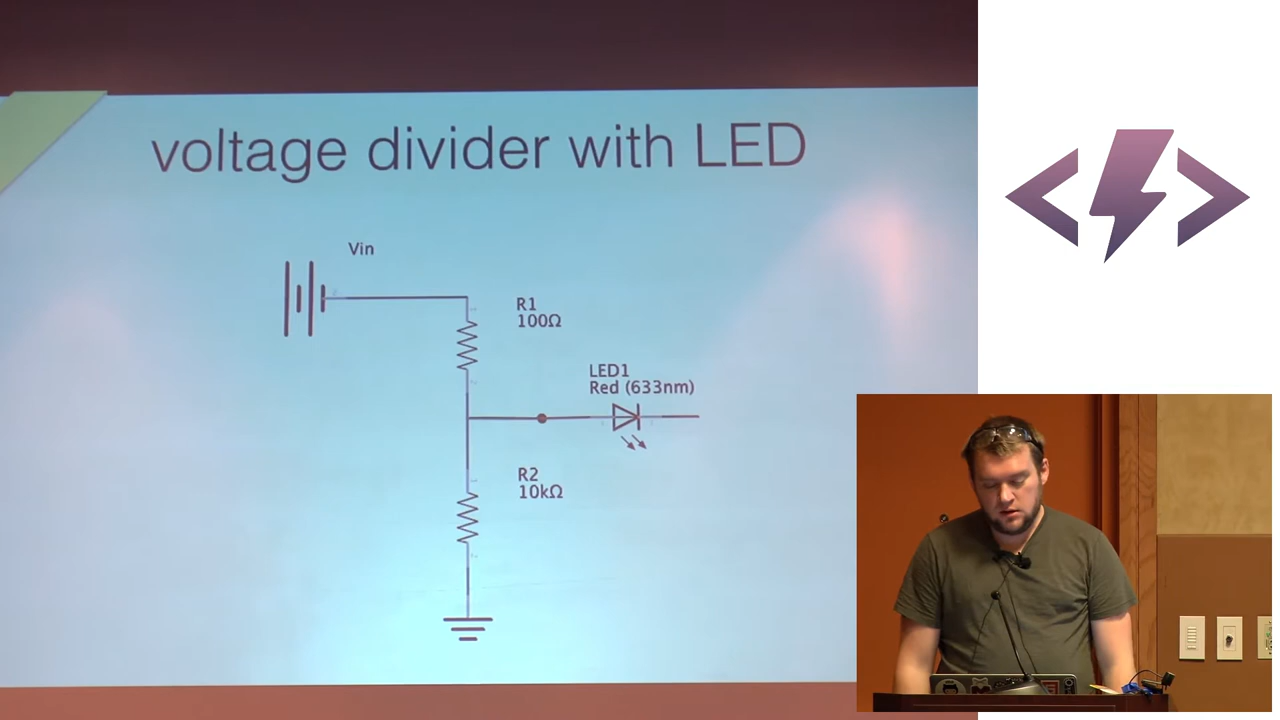 voltage divider with LED
Vin
R1
100Ω
LED1
Red (633nm)
R2
10kΩ